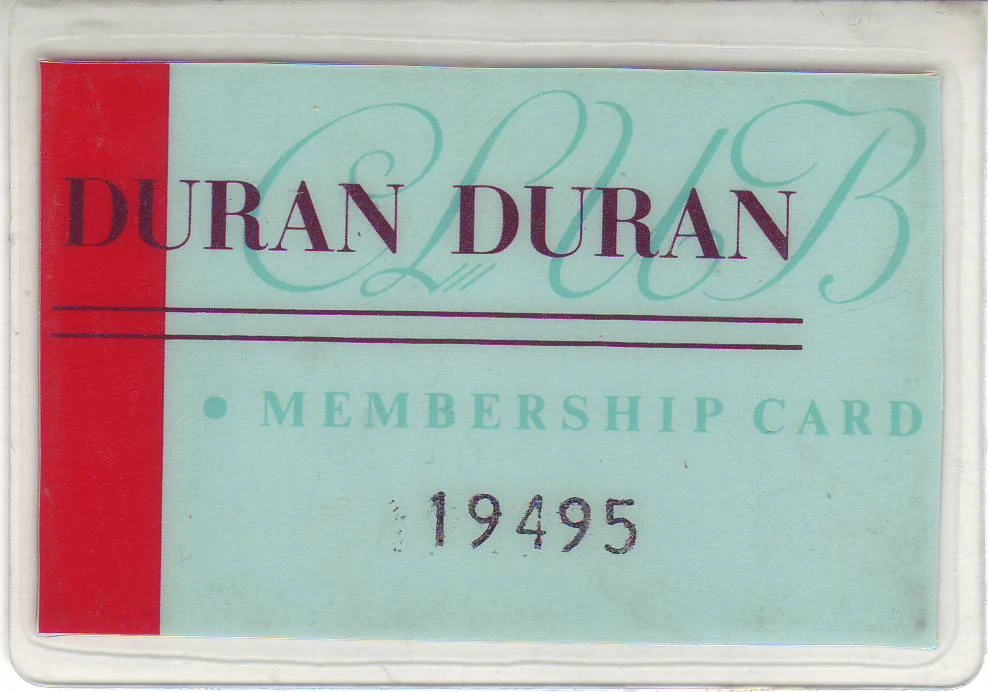 CLUB
DURAN DURAN
• MEMBERSHIP CARD
19495